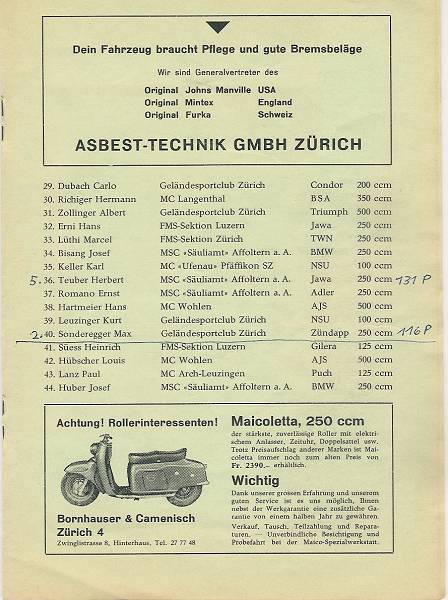 Dein Fahrzeug braucht Pflege und gute Bremsbeläge
Wir sind Generalvertreter des
Original Johns Manville USA
Original Mintex England
Original Furka Schweiz
ASBEST-TECHNIK GMBH ZÜRICH
29. Dubach Carlo Geländesportclub Zürich Condor 200 ccm
30. Richiger Hermann MC Langenthal BSA 350 ccm
31. Zollinger Albert Geländesportclub Zürich Triumph 500 ccm
32. Erni Hans FMS-Sektion Luzern Jawa 250 ccm
33. Lüthi Marcel FMS-Sektion Zürich TWN 250 ccm
34. Bisang Josef MSC «Säuliamt» Affoltern a. A. BMW 250 ccm
35. Keller Karl MC «Ufenau» Pfäffikon SZ NSU 100 ccm
5. 36. Teuber Herbert MSC «Säuliamt» Affoltern a. A. Jawa 250 ccm 131 P
37. Romano Ernst MSC «Säuliamt» Affoltern a. A. Adler 250 ccm
38. Hartmeier Hans MC Wohlen AJS 500 ccm
39. Leuzinger Kurt Geländesportclub Zürich NSU 250 ccm
2. 40. Sonderegger Max Geländesportclub Zürich Zündapp 250 ccm 116 P
41. Süess Heinrich FMS-Sektion Luzern Gilera 125 ccm
42. Hübscher Louis MC Wohlen AJS 500 ccm
43. Lanz Paul MC Arch-Leuzingen Puch 125 ccm
44. Huber Josef MSC «Säuliamt» Affoltern a. A. BMW 250 ccm
Achtung! Rollerinteressenten!
Bornhauser & Camenisch
Zürich 4
Zwinglistrasse 8, Hinterhaus, Tel. 27 77 48
Maicoletta, 250 ccm
der stärkste, zuverlässige Roller mit elektri-
schem Anlasser, Zeituhr, Doppelsattel usw.
Trotz Preisaufschlag anderer Marken ist Mai-
coletta immer noch zum alten Preis von
Fr. 2390.– erhältlich.
Wichtig
Dank unserer grossen Erfahrung und unserem
guten Service ist es uns möglich, Ihnen
nebst der Werkgarantie eine zusätzliche Ga-
rantie von einem halben Jahr zu gewähren.
Verkauf, Tausch, Teilzahlung und Repara-
turen. — Unverbindliche Besichtigung und
Probefahrt bei der Maico-Spezialwerkstatt.